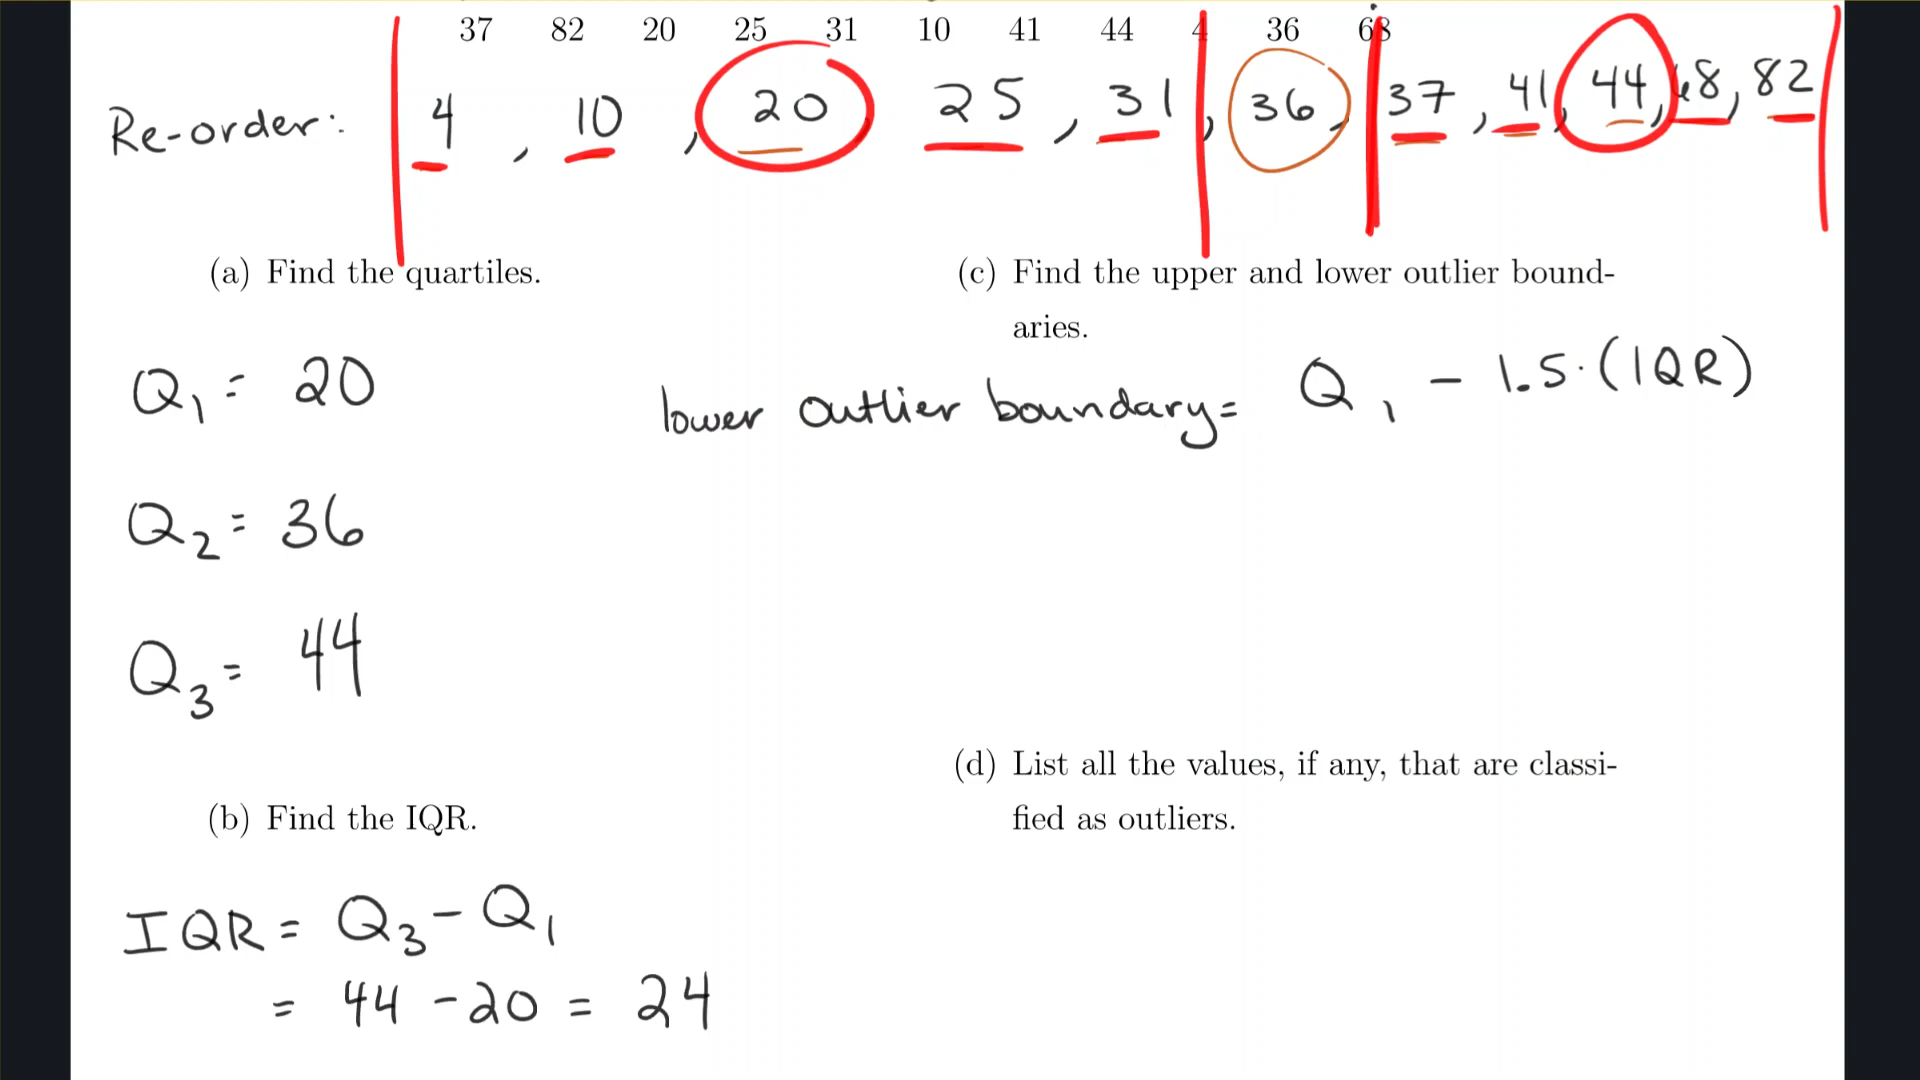 37 82 20 25 31 10 41 44 4 36 68
Re-order: 4, 10, 20, 25, 31, 36, 37, 41, 44, 68, 82
(a) Find the quartiles.
Q1 = 20
Q2 = 36
Q3 = 44
(b) Find the IQR.
IQR = Q3 - Q1
= 44 - 20 = 24
(c) Find the upper and lower outlier bound-
aries.
lower outlier boundary = Q1 - 1.5·(IQR)
(d) List all the values, if any, that are classi-
fied as outliers.